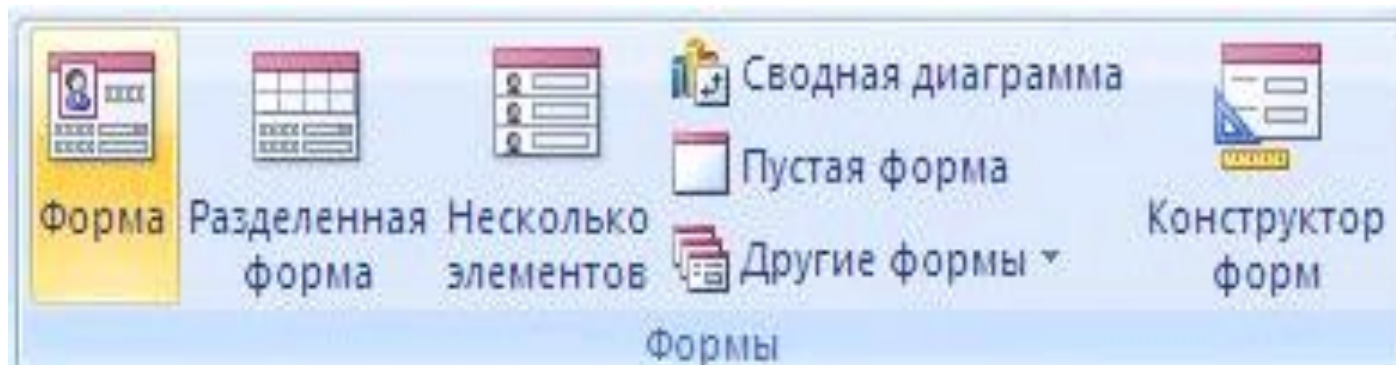 Форма
Разделенная
форма
Несколько
элементов
Сводная диаграмма
Пустая форма
Другие формы
Конструктор
форм
Формы